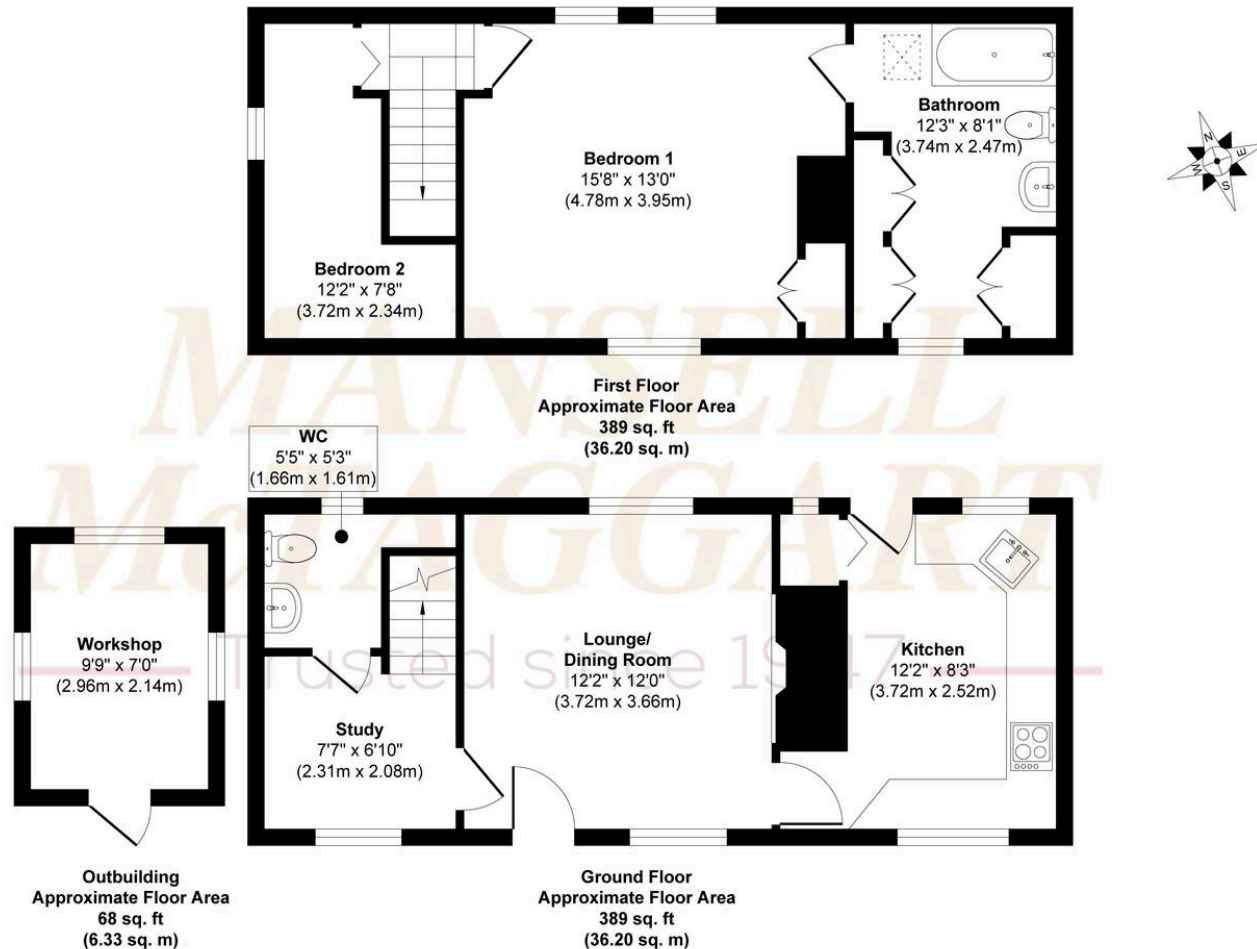 Bathroom
12'3" x 8'1"
(3.74m x 2.47m)
Bedroom 1
15'8" x 13'0"
(4.78m x 3.95m)
Bedroom 2
12'2" x 7'8"
(3.72m x 2.34m)
N
E
S
W
First Floor
Approximate Floor Area
389 sq. ft
(36.20 sq. m)
MANSELL
McTAGGART
Trusted since 1947
WC
5'5" x 5'3"
(1.66m x 1.61m)
Workshop
9'9" x 7'0"
(2.96m x 2.14m)
Lounge/
Dining Room
12'2" x 12'0"
(3.72m x 3.66m)
Kitchen
12'2" x 8'3"
(3.72m x 2.52m)
Study
7'7" x 6'10"
(2.31m x 2.08m)
Outbuilding
Approximate Floor Area
68 sq. ft
(6.33 sq. m)
Ground Floor
Approximate Floor Area
389 sq. ft
(36.20 sq. m)